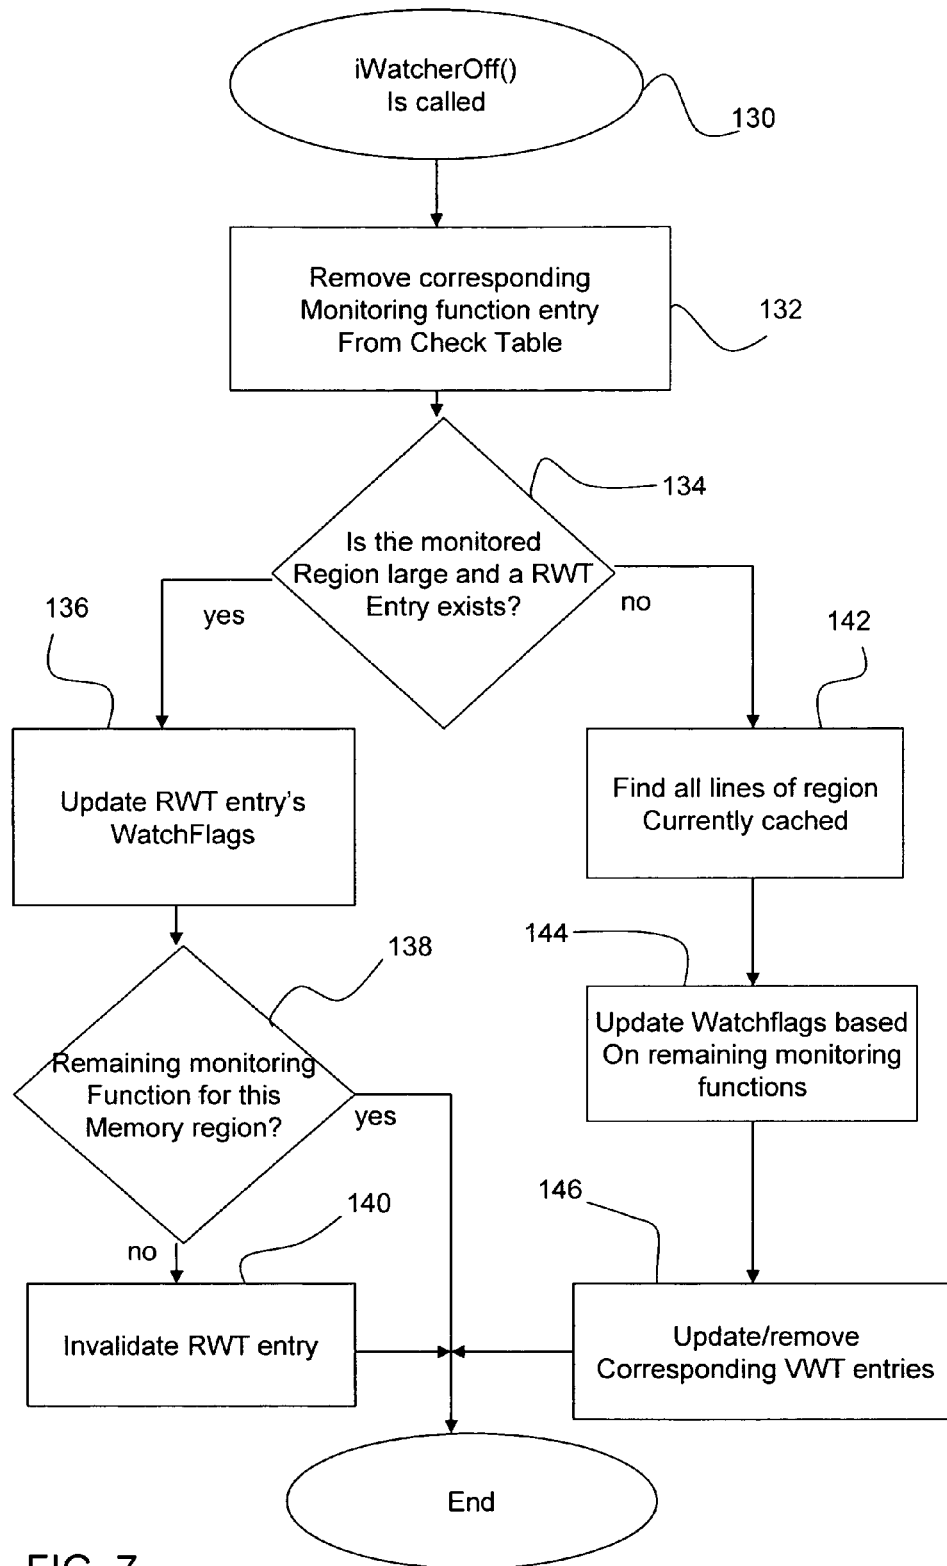 iWatcherOff()
Is called
130
Remove corresponding
Monitoring function entry
From Check Table
132
134
Is the monitored
Region large and a RWT
Entry exists?
yes
no
136
142
Update RWT entry's
WatchFlags
Find all lines of region
Currently cached
138
144
Remaining monitoring
Function for this
Memory region?
yes
Update Watchflags based
On remaining monitoring
functions
140
146
no
Invalidate RWT entry
Update/remove
Corresponding VWT entries
End
FIG. 7